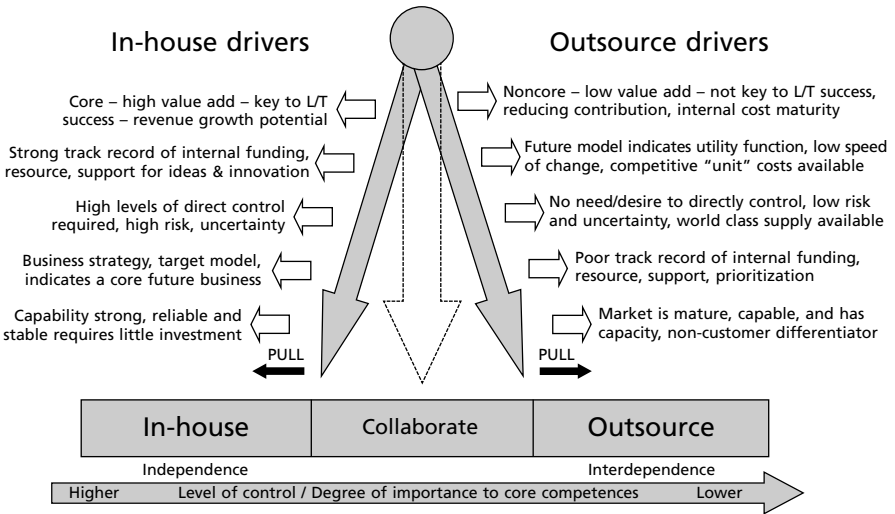 In-house drivers
Core – high value add – key to L/T
success – revenue growth potential
Strong track record of internal funding,
resource, support for ideas & innovation
High levels of direct control
required, high risk, uncertainty
Business strategy, target model,
indicates a core future business
Capability strong, reliable and
stable requires little investment
PULL
Outsource drivers
Noncore – low value add – not key to L/T success,
reducing contribution, internal cost maturity
Future model indicates utility function, low speed
of change, competitive “unit” costs available
No need/desire to directly control, low risk
and uncertainty, world class supply available
Poor track record of internal funding,
resource, support, prioritization
Market is mature, capable, and has
capacity, non-customer differentiator
PULL
In-house
Collaborate
Outsource
Independence
Interdependence
Higher Level of control / Degree of importance to core competences Lower